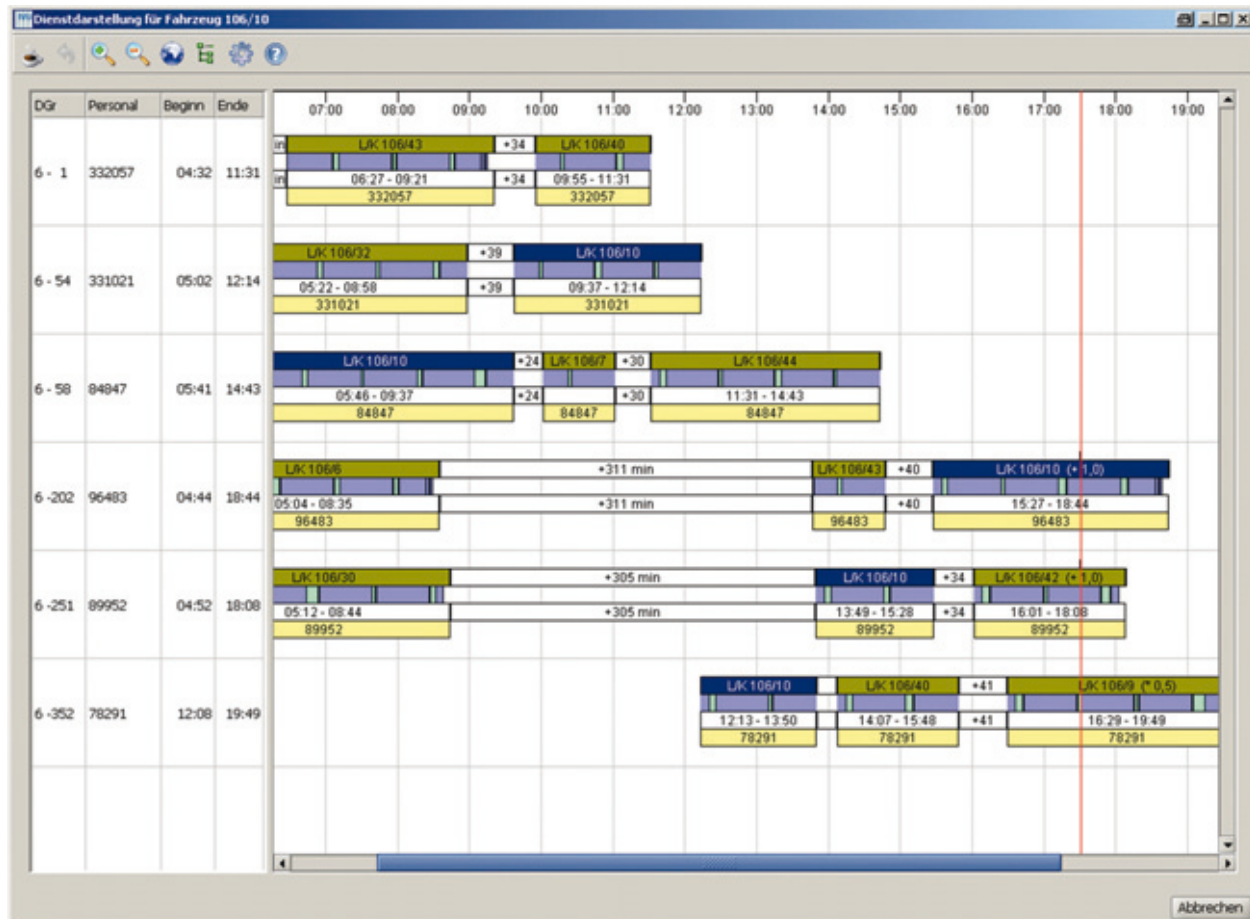 Dienstdarstellung für Fahrzeug 106/10
DGr Personal Beginn Ende 07:00 08:00 09:00 10:00 11:00 12:00 13:00 14:00 15:00 16:00 17:00 18:00 19:00
in L/K 106/43 +34 L/K 106/40
6 - 1 332057 04:32 11:31
in 06:27 - 09:21 +34 09:55 - 11:31
332057 332057
L/K 106/32 +39 L/K 106/10
6 - 54 331021 05:02 12:14
05:22 - 08:58 +39 09:37 - 12:14
331021 331021
L/K 106/10 +24 L/K 106/7 +30 L/K 106/44
6 - 58 84847 05:41 14:43
05:46 - 09:37 +24 +30 11:31 - 14:43
84847 84847 84847
L/K 106/6 +311 min L/K 106/43 +40 L/K 106/10 (+ 1,0)
6 -202 96483 04:44 18:44
05:04 - 08:35 +311 min +40 15:27 - 18:44
96483 96483 96483
L/K 106/30 +305 min L/K 106/10 +34 L/K 106/42 (+ 1,0)
6 -251 89952 04:52 18:08
05:12 - 08:44 +305 min 13:49 - 15:28 +34 16:01 - 18:08
89952 89952 89952
L/K 106/10 L/K 106/40 +41 L/K 106/9 (* 0,5)
6 -352 78291 12:08 19:49
12:13 - 13:50 14:07 - 15:48 +41 16:29 - 19:49
78291 78291 78291
Abbrechen